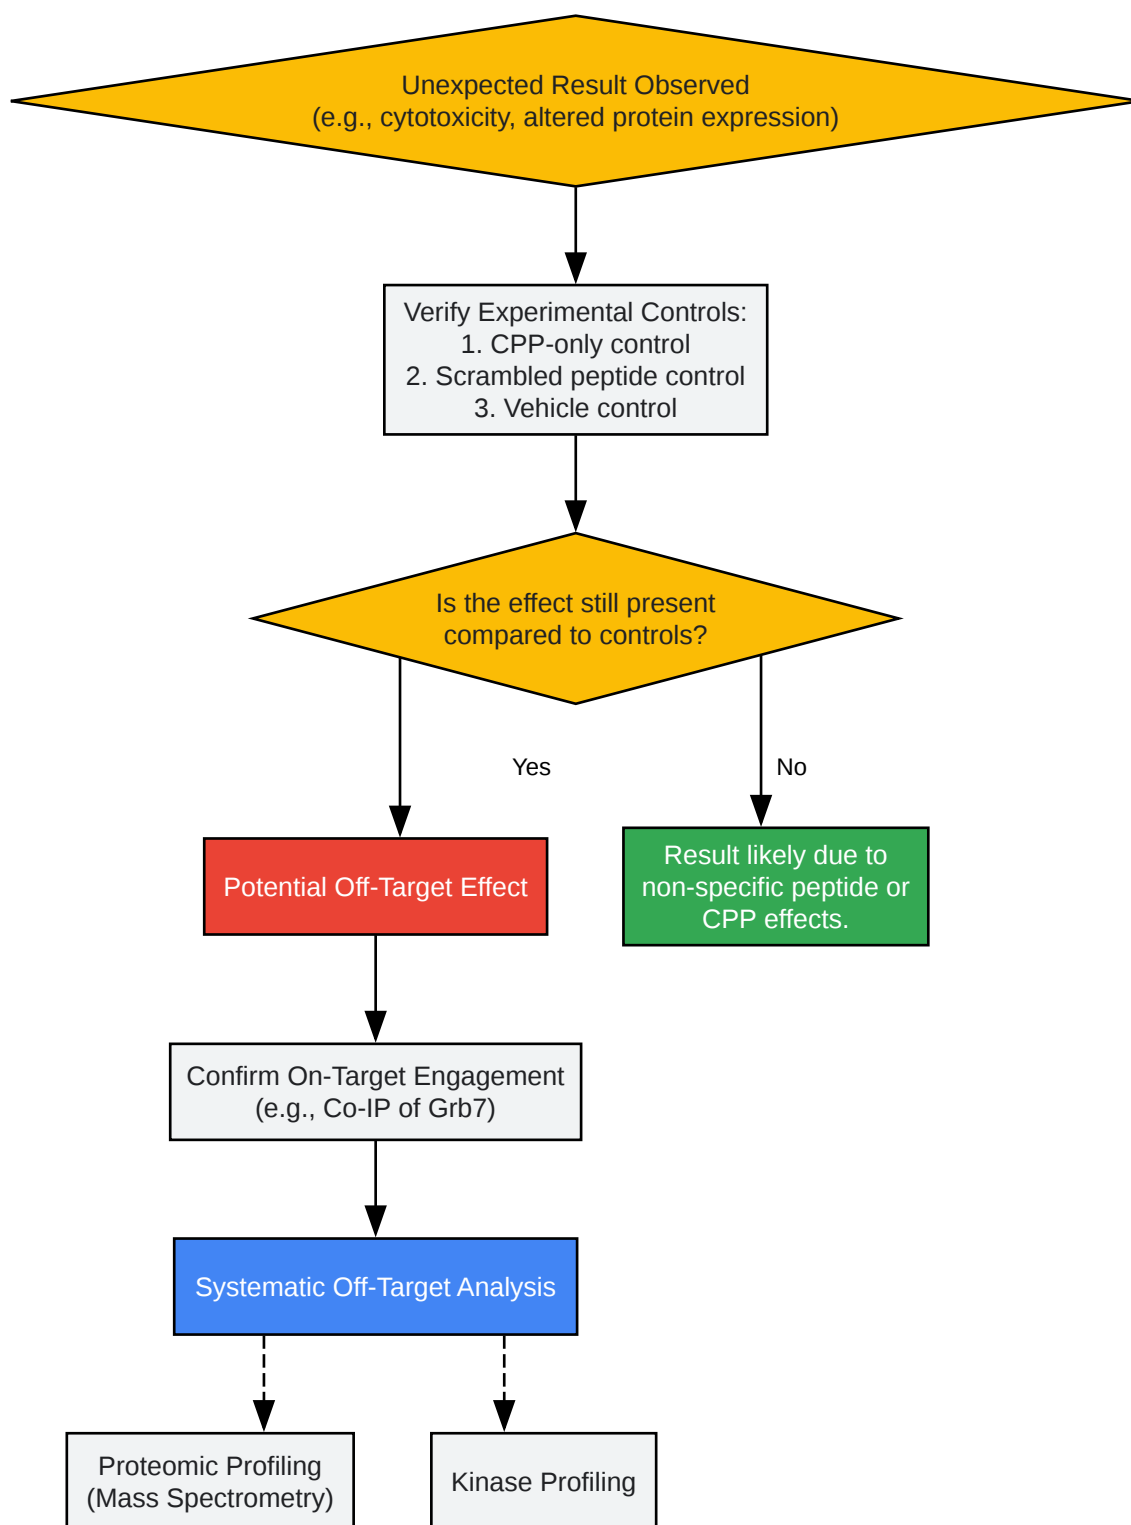 Unexpected Result Observed
(e.g., cytotoxicity, altered protein expression)
Verify Experimental Controls:
1. CPP-only control
2. Scrambled peptide control
3. Vehicle control
Is the effect still present
compared to controls?
Yes
No
Potential Off-Target Effect
Result likely due to
non-specific peptide or
CPP effects.
Confirm On-Target Engagement
(e.g., Co-IP of Grb7)
Systematic Off-Target Analysis
Proteomic Profiling
(Mass Spectrometry)
Kinase Profiling